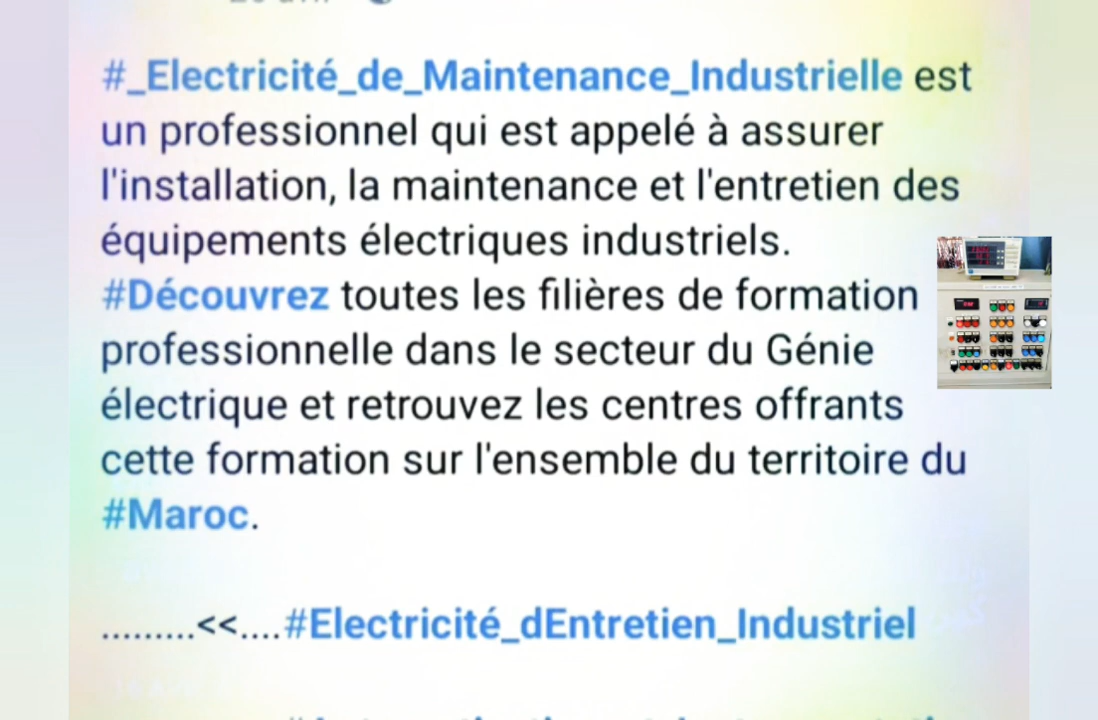 #_Electricité_de_Maintenance_Industrielle est
un professionnel qui est appelé à assurer
l'installation, la maintenance et l'entretien des
équipements électriques industriels.
#Découvrez toutes les filières de formation
professionnelle dans le secteur du Génie
électrique et retrouvez les centres offrants
cette formation sur l'ensemble du territoire du
#Maroc.
.........<<....#Electricité_dEntretien_Industriel